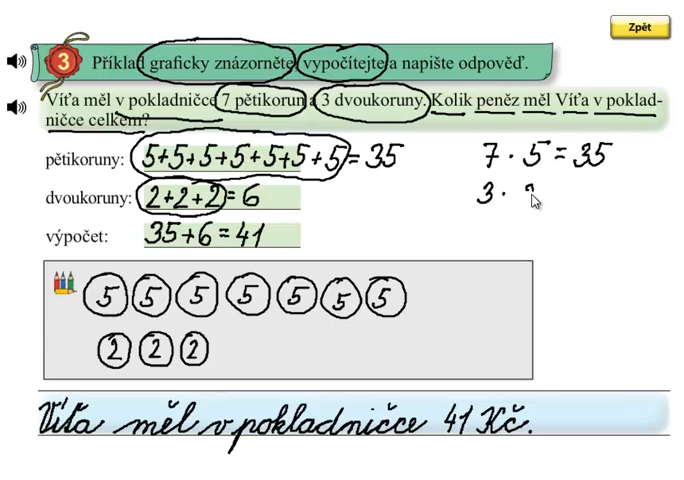 Zpět
3 Příklad graficky znázorněte, vypočítejte a napište odpověď.
Víťa měl v pokladničce 7 pětikorun a 3 dvoukoruny. Kolik peněz měl Víťa v poklad-
ničce celkem?
pětikoruny: 5+5+5+5+5+5+5=35 7 · 5 = 35
dvoukoruny: 2+2+2=6 3 ·
výpočet: 35+6=41
5 5 5 5 5 5 5
2 2 2
Víťa měl v pokladničce 41 Kč.